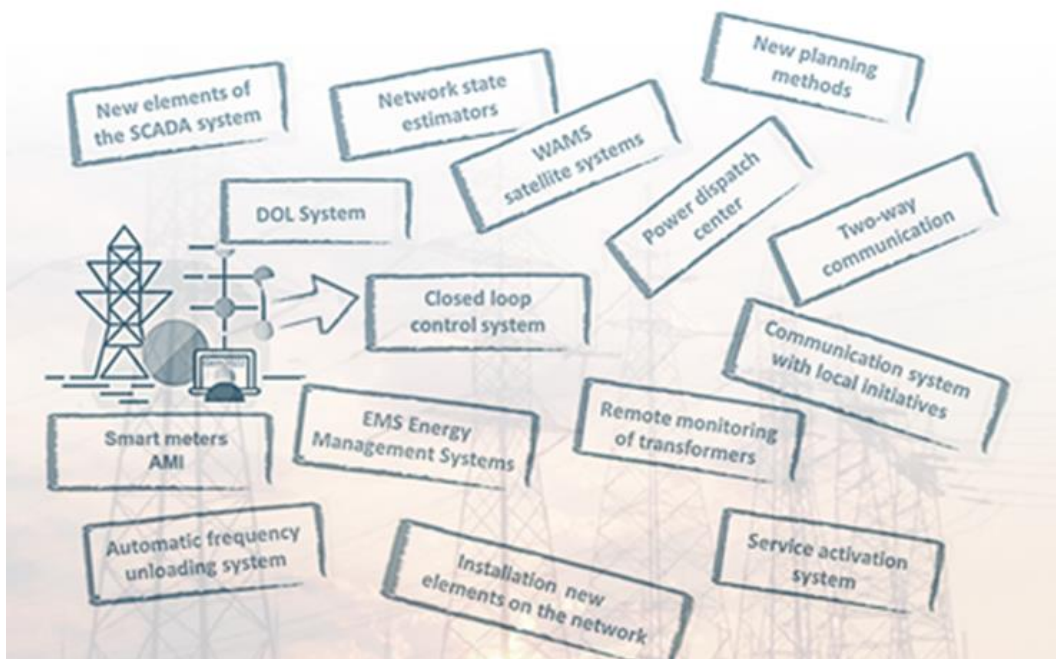 New elements of
the SCADA system
Network state
estimators
New planning
methods
WAMS
satellite systems
DOL System
Power dispatch
center
Two-way
communication
Closed loop
control system
Communication system
with local initiatives
Smart meters
AMI
EMS Energy
Management Systems
Remote monitoring
of transformers
Automatic frequency
unloading system
Installation new
elements on the network
Service activation
system